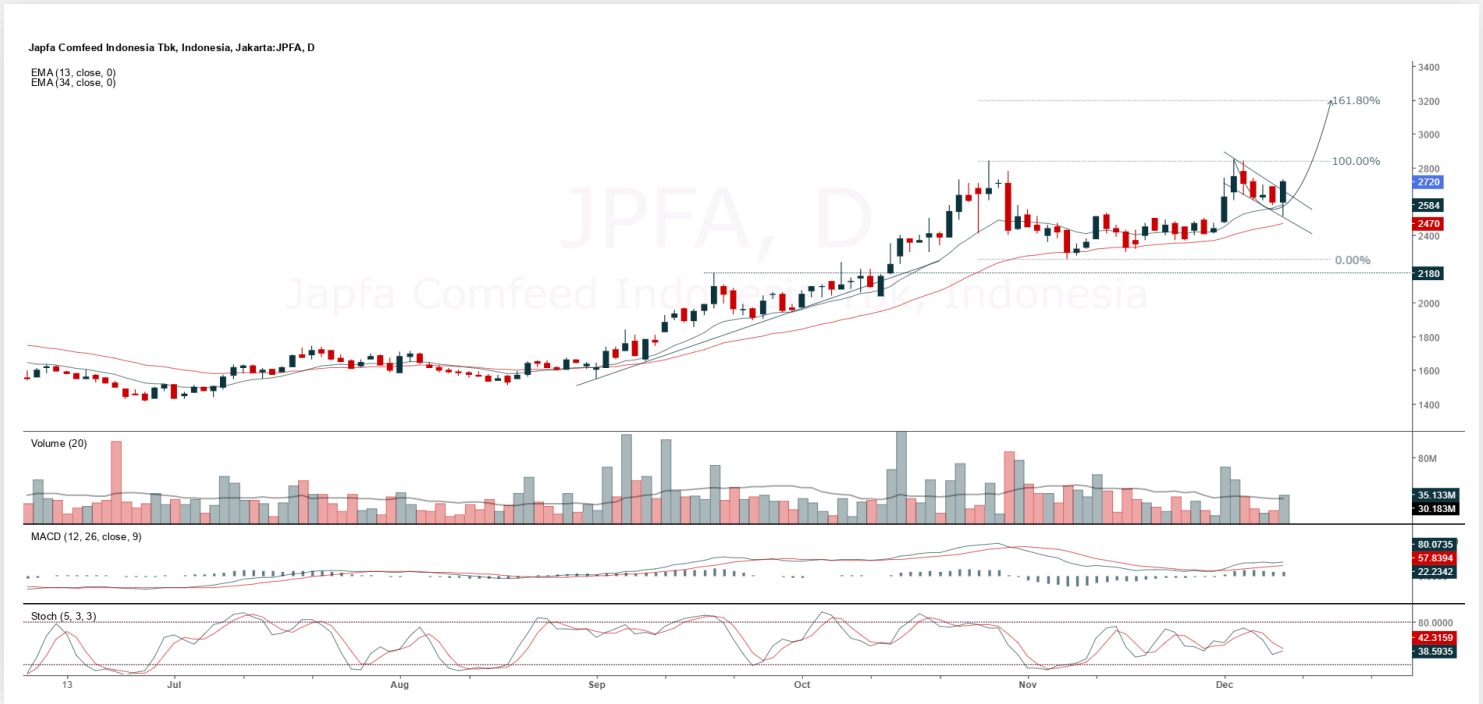 Japfa Comfeed Indonesia Tbk, Indonesia, Jakarta:JPFA, D
EMA (13, close, 0)
EMA (34, close, 0)
3400
161.80%
3200
3000
100.00%
2800
2720
2584
2470
2400
0.00%
2180
2000
1800
1600
1400
JPFA, D
Japfa Comfeed Indonesia Tbk, Indonesia
Volume (20)
80M
35.133M
30.183M
MACD (12, 26, close, 9)
80.0735
57.8394
22.2342
Stoch (5, 3, 3)
80.0000
42.3159
38.5935
13 Jul Aug Sep Oct Nov Dec